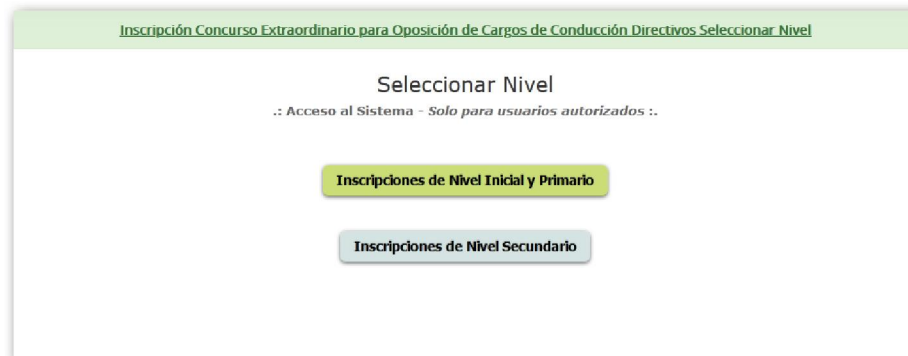 Inscripción Concurso Extraordinario para Oposición de Cargos de Conducción Directivos Seleccionar Nivel
Seleccionar Nivel
.: Acceso al Sistema - Solo para usuarios autorizados :.
Inscripciones de Nivel Inicial y Primario
Inscripciones de Nivel Secundario